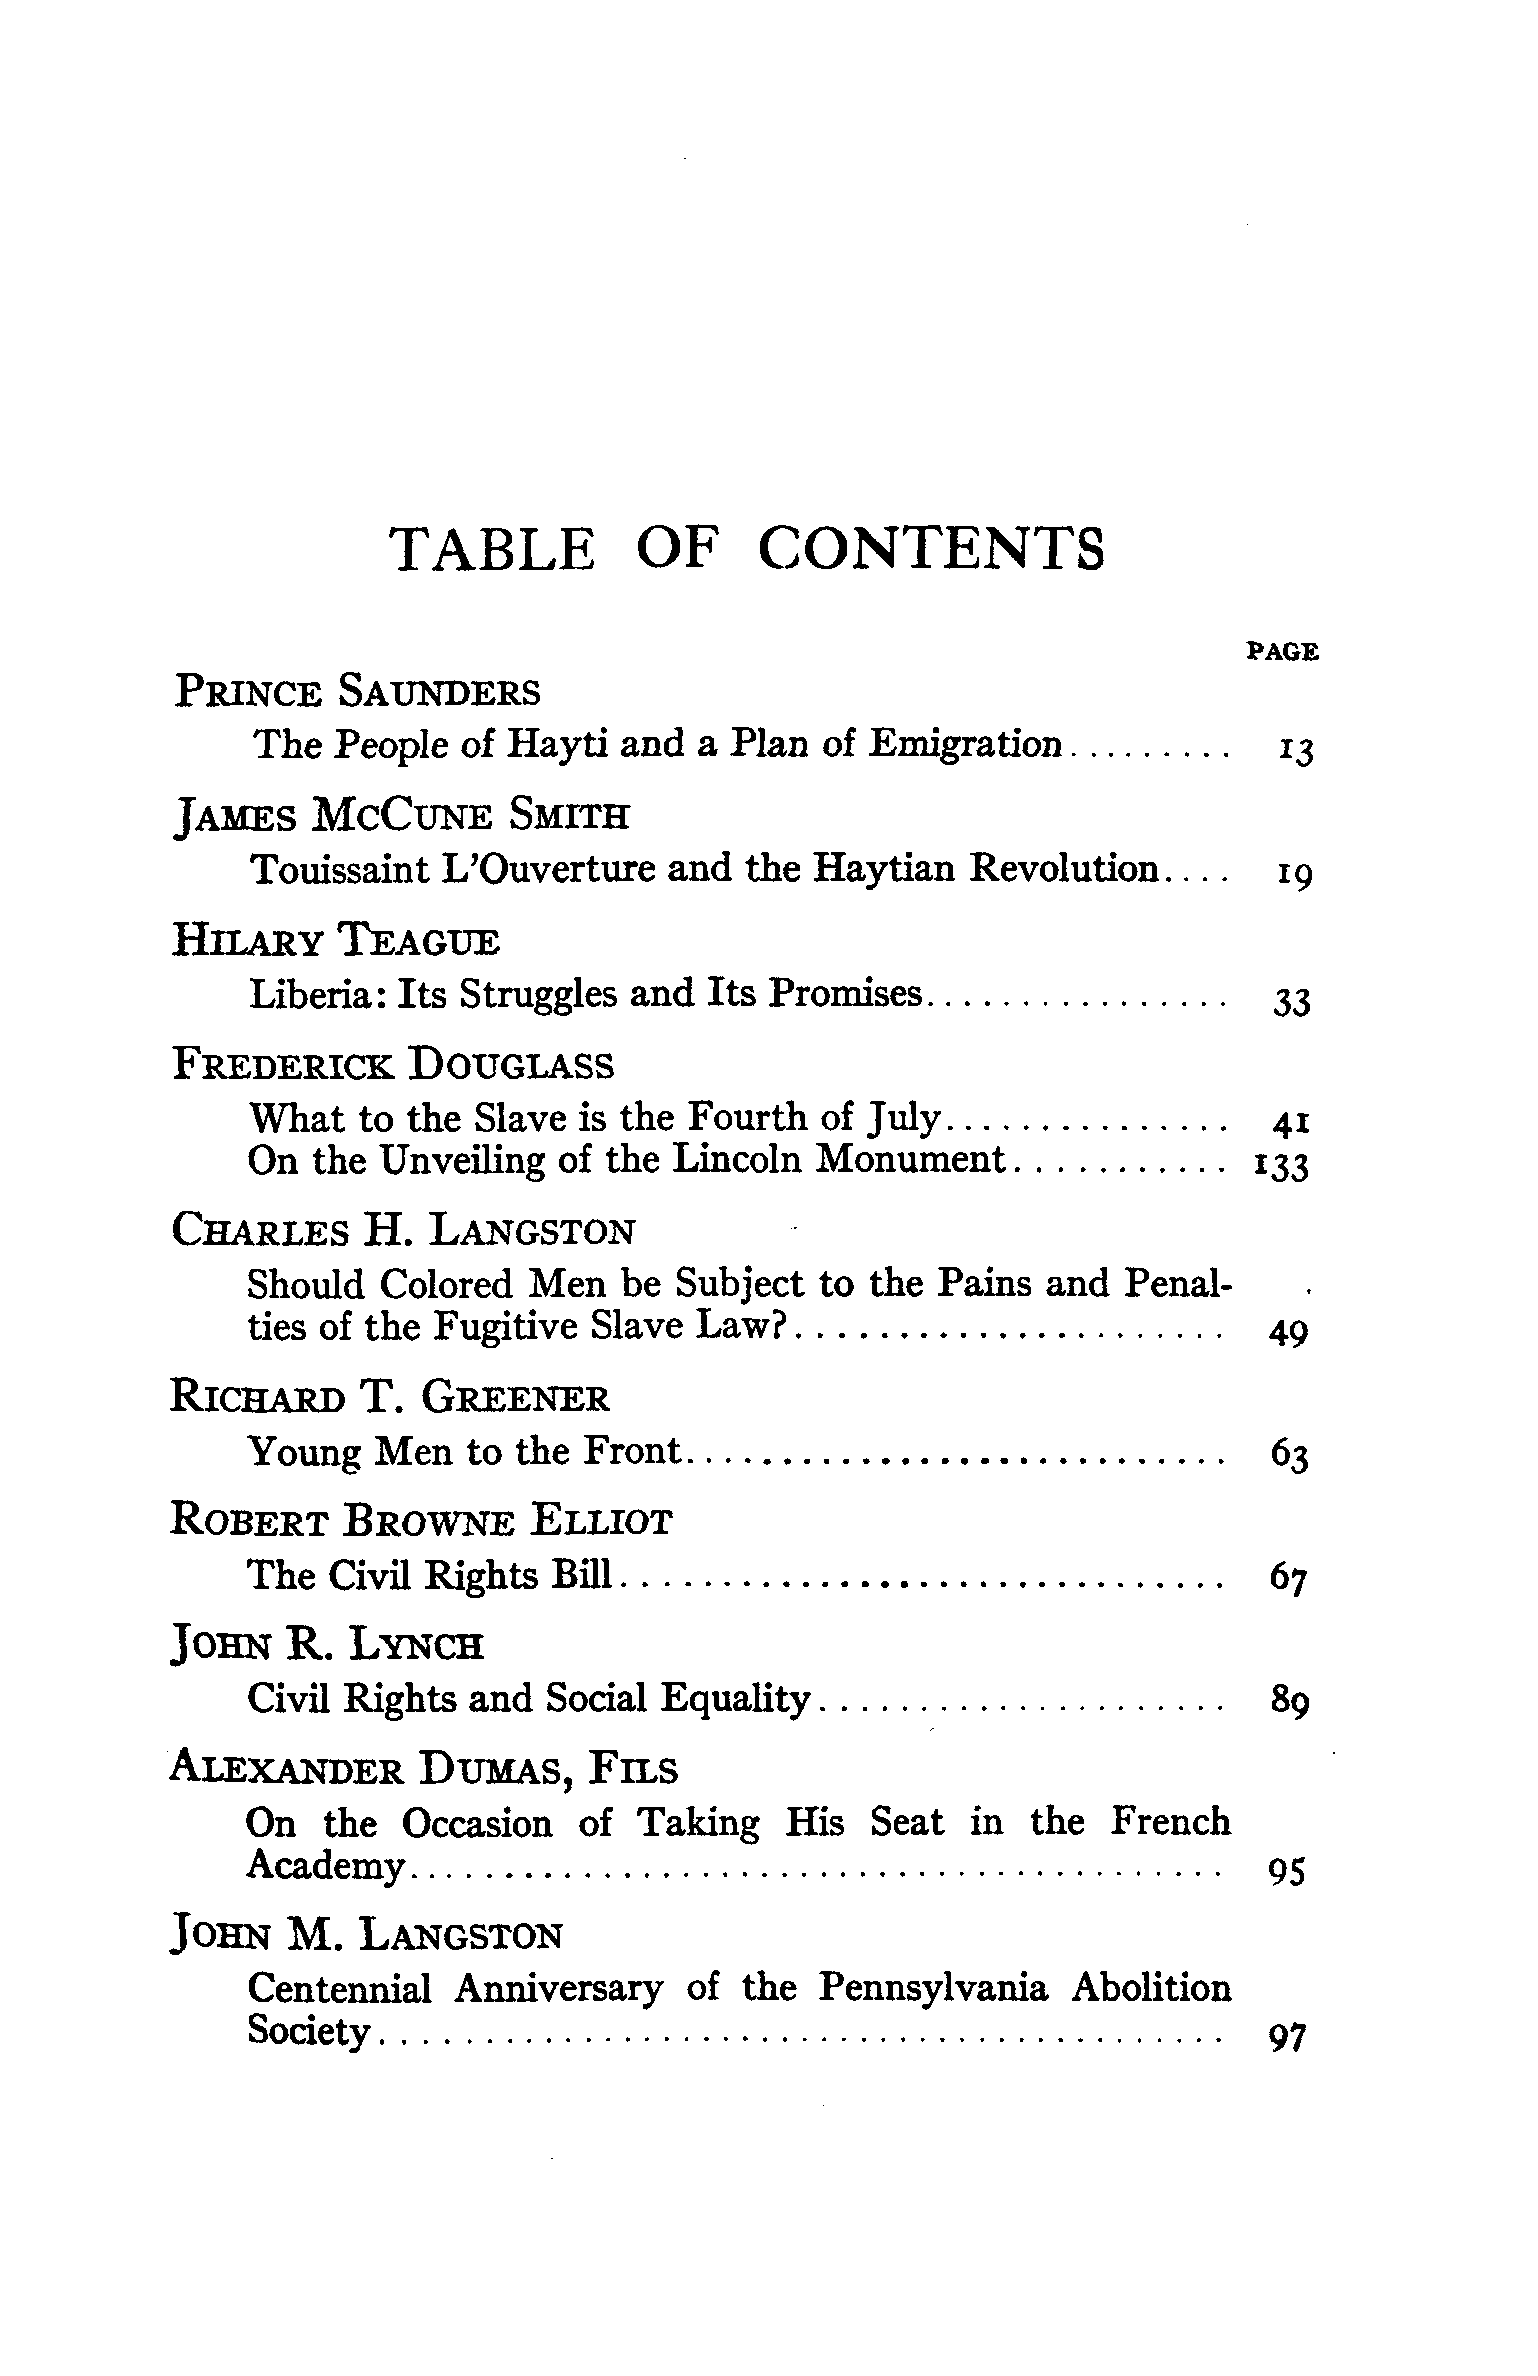 TABLE OF CONTENTS
PAGE
PRINCE SAUNDERS
The People of Hayti and a Plan of Emigration......... 13
JAMES MCCUNE SMITH
Touissaint L'Ouverture and the Haytian Revolution.... 19
HILARY TEAGUE
Liberia: Its Struggles and Its Promises................ 33
FREDERICK DOUGLASS
What to the Slave is the Fourth of July............... 41
On the Unveiling of the Lincoln Monument........... 133
CHARLES H. LANGSTON
Should Colored Men be Subject to the Pains and Penal-
ties of the Fugitive Slave Law?...................... 49
RICHARD T. GREENER
Young Men to the Front............................ 63
ROBERT BROWNE ELLIOT
The Civil Rights Bill............................... 67
JOHN R. LYNCH
Civil Rights and Social Equality..................... 89
ALEXANDER DUMAS, FILS
On the Occasion of Taking His Seat in the French
Academy.......................................... 95
JOHN M. LANGSTON
Centennial Anniversary of the Pennsylvania Abolition
Society........................................... 97